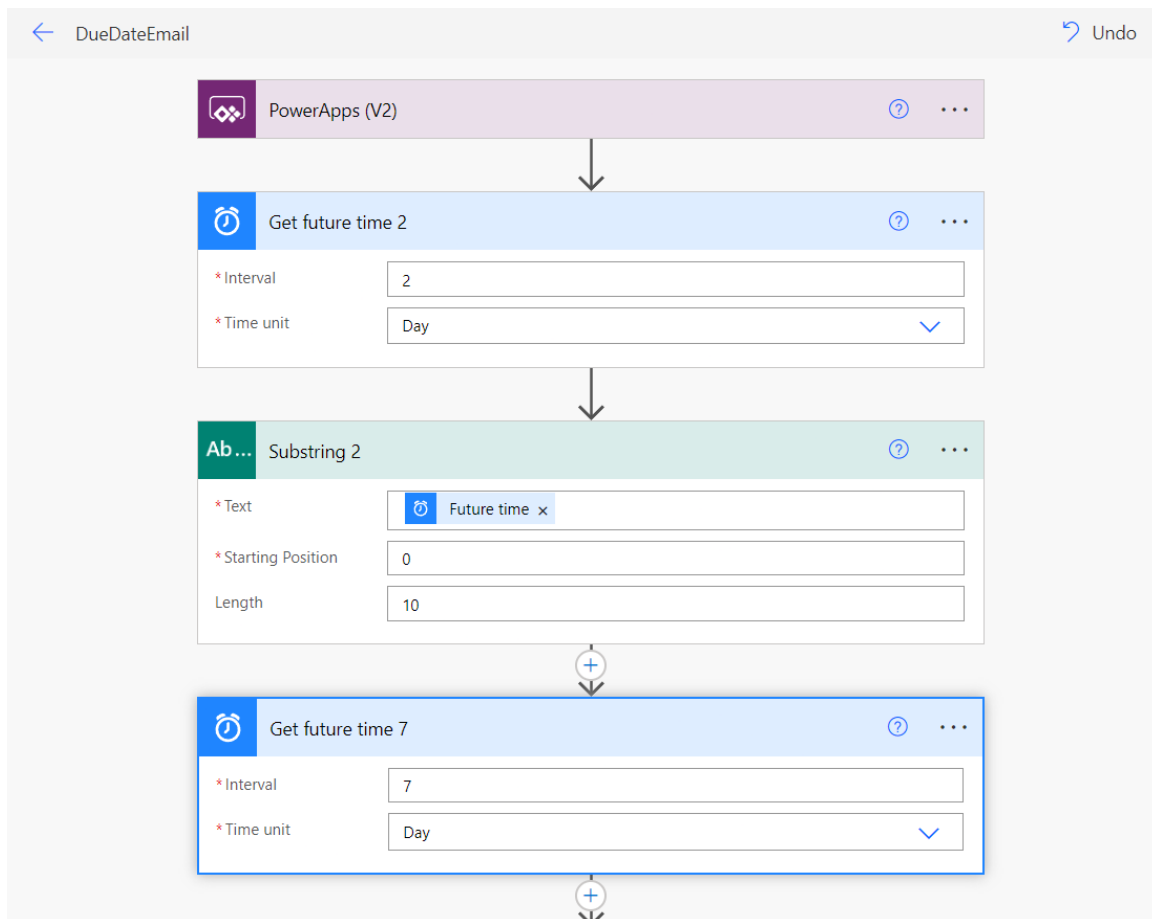 DueDateEmail Undo
PowerApps (V2)
Get future time 2
* Interval 2
* Time unit Day
Ab... Substring 2
* Text Future time ×
* Starting Position 0
Length 10
Get future time 7
* Interval 7
* Time unit Day